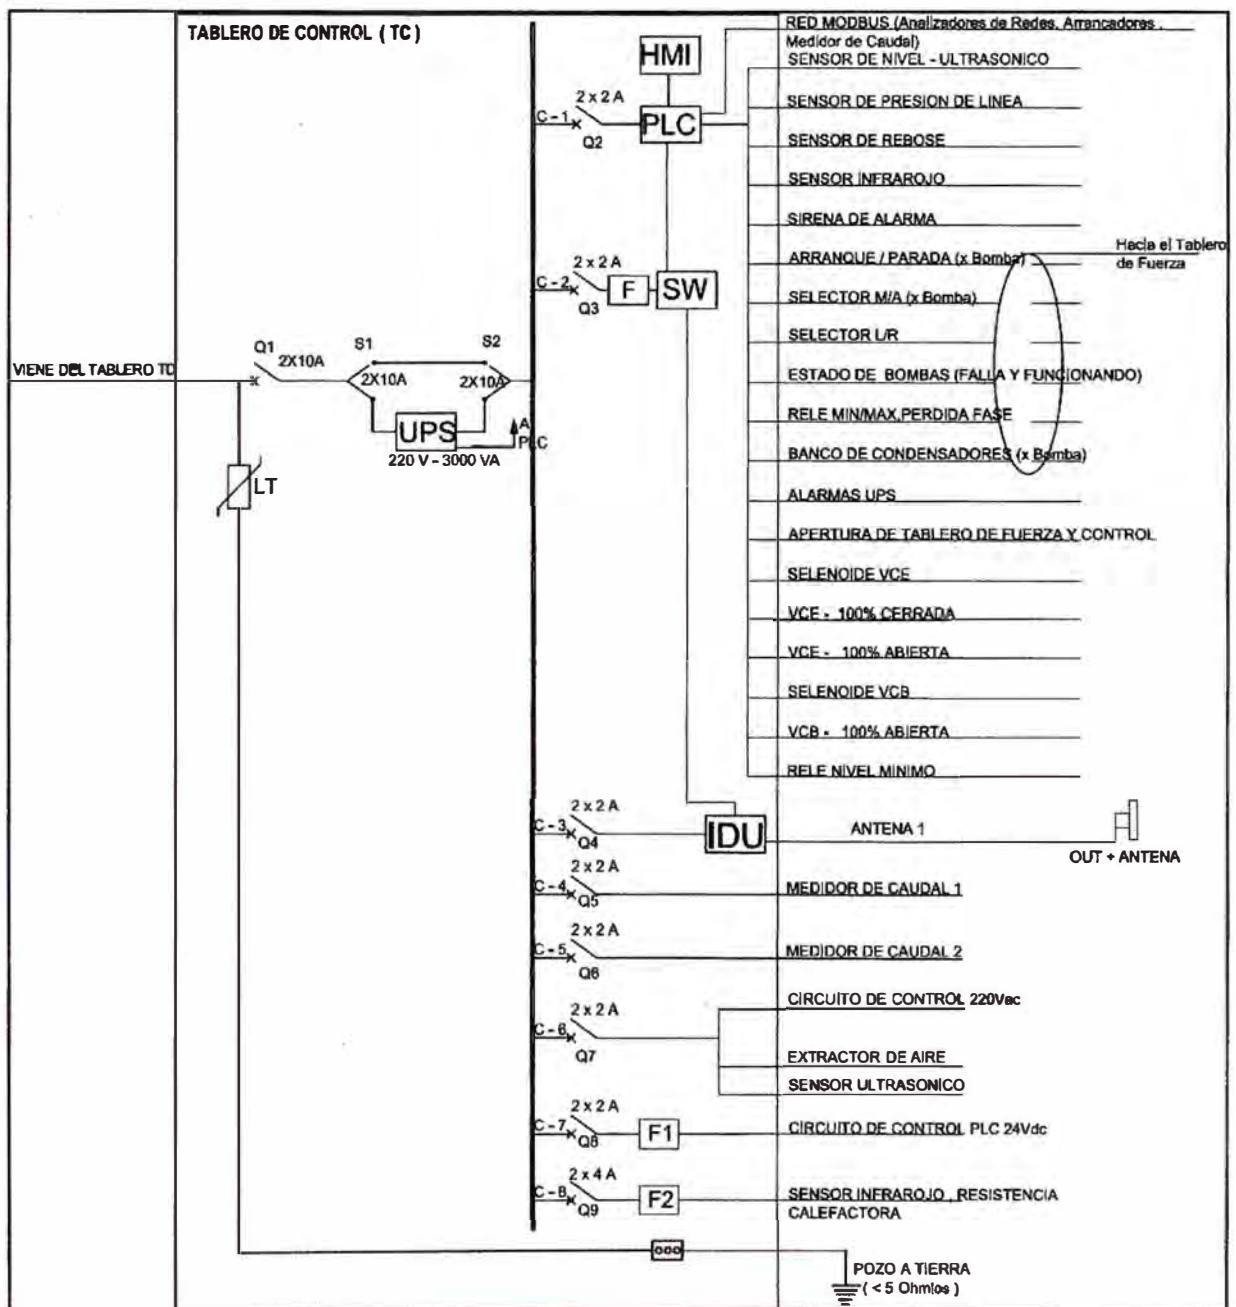 TABLERO DE CONTROL ( TC )
RED MODBUS (Analizadores de Redes, Arrancadores ,
Medidor de Caudal)
SENSOR DE NIVEL - ULTRASONICO
HMI
2 x 2 A
C - 1
Q2
PLC
SENSOR DE PRESION DE LINEA
SENSOR DE REBOSE
SENSOR INFRAROJO
SIRENA DE ALARMA
ARRANQUE / PARADA (x Bomba)
Hacia el Tablero
de Fuerza
2 x 2 A
C - 2
Q3
F
SW
SELECTOR M/A (x Bomba)
SELECTOR L/R
VIENE DEL TABLERO TD
Q1
2X10A
S1
S2
2X10A
2X10A
ESTADO DE BOMBAS (FALLA Y FUNCIONANDO)
RELE MIN/MAX,PERDIDA FASE
UPS
A
PLC
220 V - 3000 VA
BANCO DE CONDENSADORES (x Bomba)
LT
ALARMAS UPS
APERTURA DE TABLERO DE FUERZA Y CONTROL
SELENOIDE VCE
VCE - 100% CERRADA
VCE - 100% ABIERTA
SELENOIDE VCB
VCB - 100% ABIERTA
RELE NIVEL MINIMO
2 x 2 A
C - 3
Q4
IDU
ANTENA 1
OUT + ANTENA
2 x 2 A
C - 4
Q5
MEDIDOR DE CAUDAL 1
2 x 2 A
C - 5
Q6
MEDIDOR DE CAUDAL 2
2 x 2 A
C - 6
Q7
CIRCUITO DE CONTROL 220Vac
EXTRACTOR DE AIRE
SENSOR ULTRASONICO
2 x 2 A
C - 7
Q8
F1
CIRCUITO DE CONTROL PLC 24Vdc
2 x 4 A
C - 8
Q9
F2
SENSOR INFRAROJO , RESISTENCIA
CALEFACTORA
POZO A TIERRA
( < 5 Ohmios )